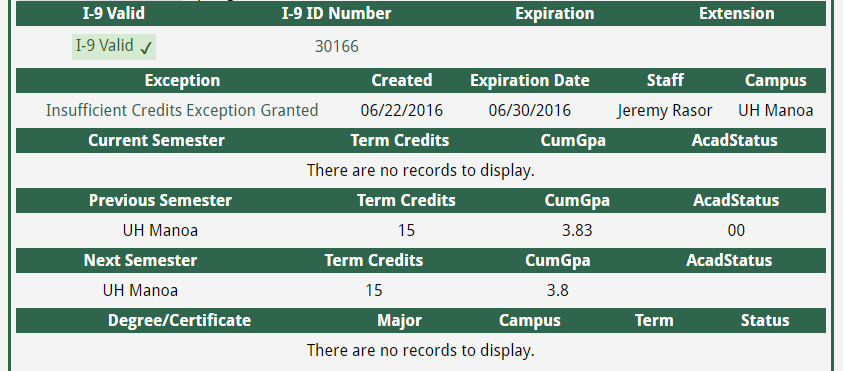 I-9 Valid I-9 ID Number Expiration Extension
I-9 Valid ✓ 30166
Exception Created Expiration Date Staff Campus
Insufficient Credits Exception Granted 06/22/2016 06/30/2016 Jeremy Rasor UH Manoa
Current Semester Term Credits CumGpa AcadStatus
There are no records to display.
Previous Semester Term Credits CumGpa AcadStatus
UH Manoa 15 3.83 00
Next Semester Term Credits CumGpa AcadStatus
UH Manoa 15 3.8
Degree/Certificate Major Campus Term Status
There are no records to display.